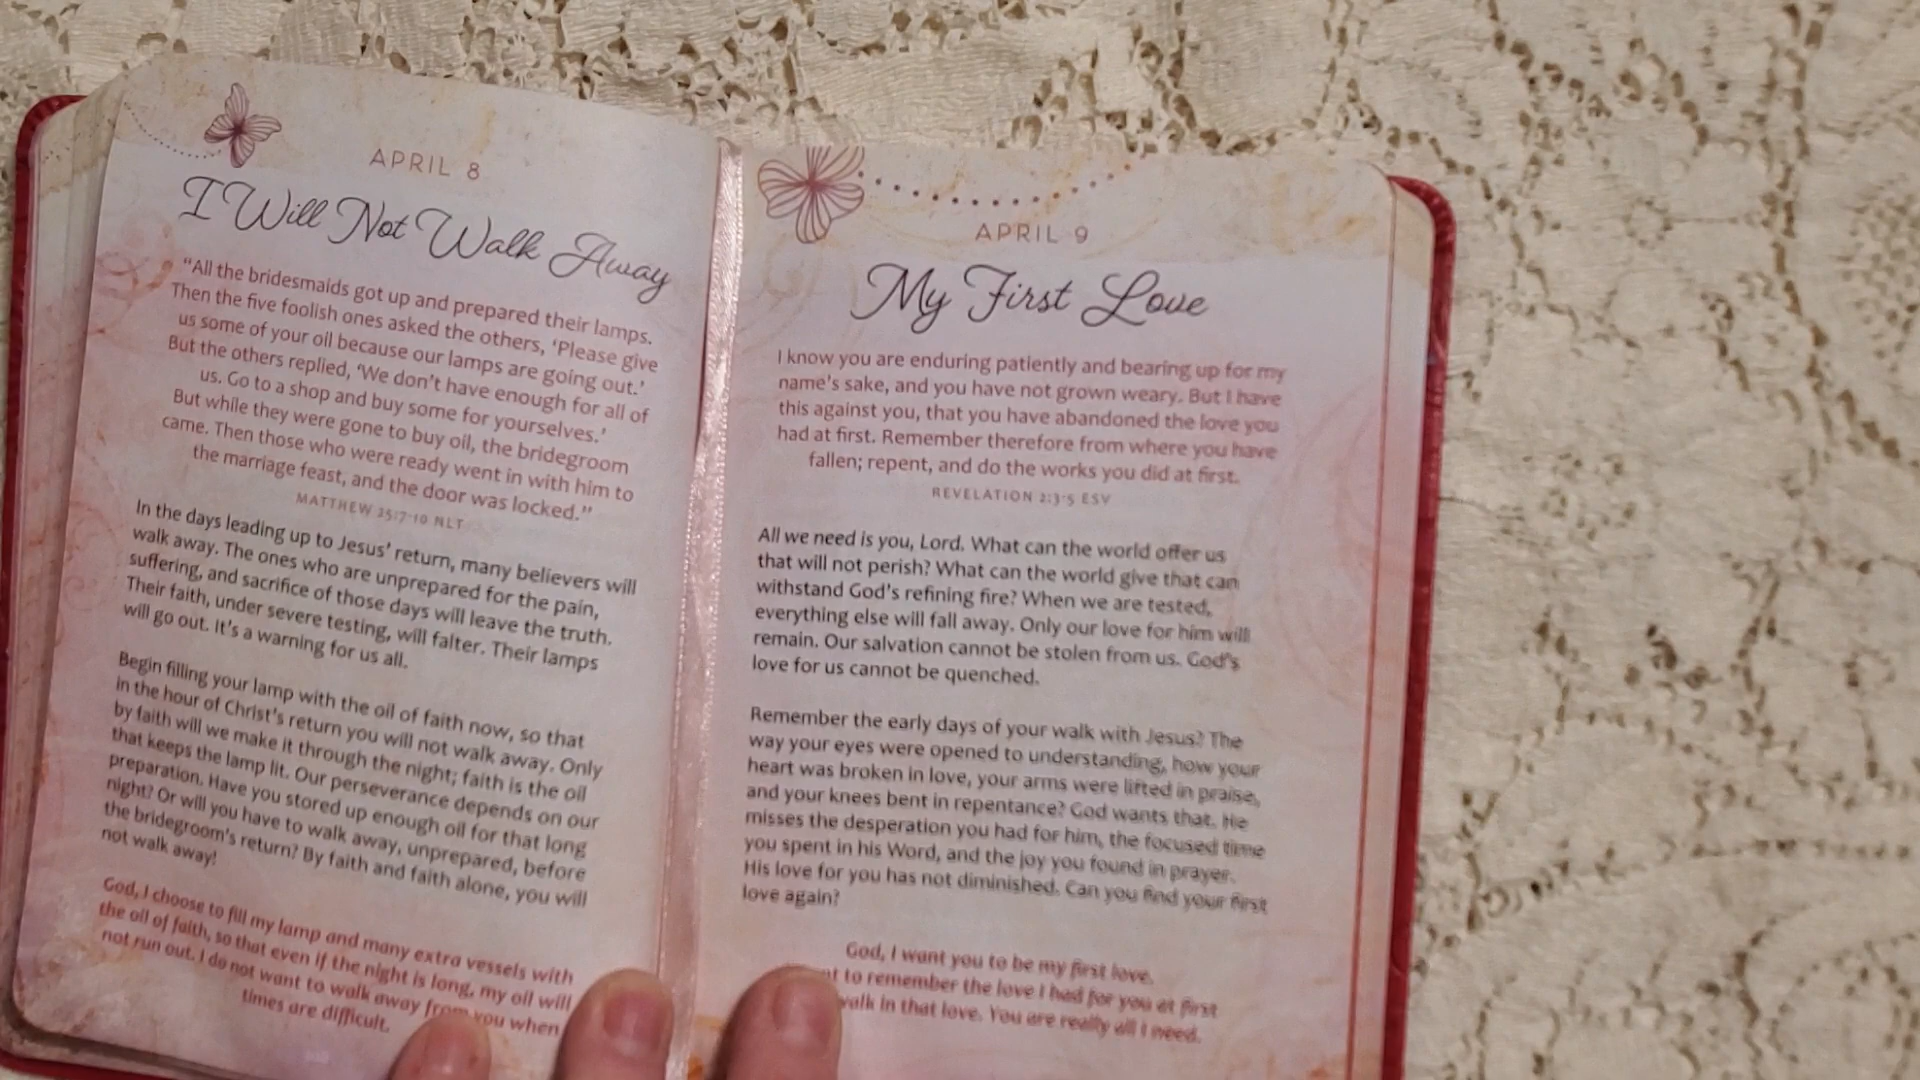 APRIL 8
I Will Not Walk Away
"All the bridesmaids got up and prepared their lamps.
Then the five foolish ones asked the others, 'Please give
us some of your oil because our lamps are going out.'
But the others replied, 'We don't have enough for all of
us. Go to a shop and buy some for yourselves.'
But while they were gone to buy oil, the bridegroom
came. Then those who were ready went in with him to
the marriage feast, and the door was locked."
MATTHEW 25:7-10 NLT
In the days leading up to Jesus' return, many believers will
walk away. The ones who are unprepared for the pain,
suffering, and sacrifice of those days will leave the truth.
Their faith, under severe testing, will falter. Their lamps
will go out. It's a warning for us all.
Begin filling your lamp with the oil of faith now, so that
in the hour of Christ's return you will not walk away. Only
by faith will we make it through the night; faith is the oil
that keeps the lamp lit. Our perseverance depends on our
preparation. Have you stored up enough oil for that long
night? Or will you have to walk away, unprepared, before
the bridegroom's return? By faith and faith alone, you will
not walk away!
God, I choose to fill my lamp and many extra vessels with
the oil of faith, so that even if the night is long, my oil will
not run out. I do not want to walk away from you when
times are difficult.
APRIL 9
My First Love
I know you are enduring patiently and bearing up for my
name's sake, and you have not grown weary. But I have
this against you, that you have abandoned the love you
had at first. Remember therefore from where you have
fallen; repent, and do the works you did at first.
REVELATION 2:3-5 ESV
All we need is you, Lord. What can the world offer us
that will not perish? What can the world give that can
withstand God's refining fire? When we are tested,
everything else will fall away. Only our love for him will
remain. Our salvation cannot be stolen from us. God's
love for us cannot be quenched.
Remember the early days of your walk with Jesus? The
way your eyes were opened to understanding, how your
heart was broken in love, your arms were lifted in praise,
and your knees bent in repentance? God wants that. He
misses the desperation you had for him, the focused time
you spent in his Word, and the joy you found in prayer.
His love for you has not diminished. Can you find your first
love again?
God, I want you to be my first love.
to remember the love I had for you at first
walk in that love. You are really all I need.